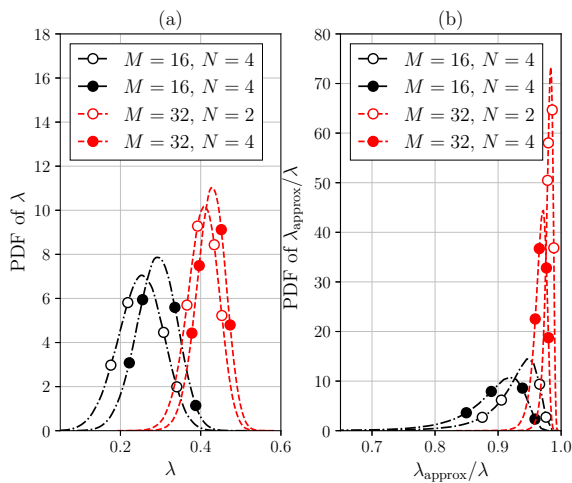 (a)
18
16
14
12
10
8
6
4
2
0
PDF of λ
M = 16, N = 4
M = 16, N = 4
M = 32, N = 2
M = 32, N = 4
0.2 0.4 0.6
λ
(b)
80
70
60
50
40
30
20
10
0
PDF of λapprox/λ
M = 16, N = 4
M = 16, N = 4
M = 32, N = 2
M = 32, N = 4
0.7 0.8 0.9 1.0
λapprox/λ